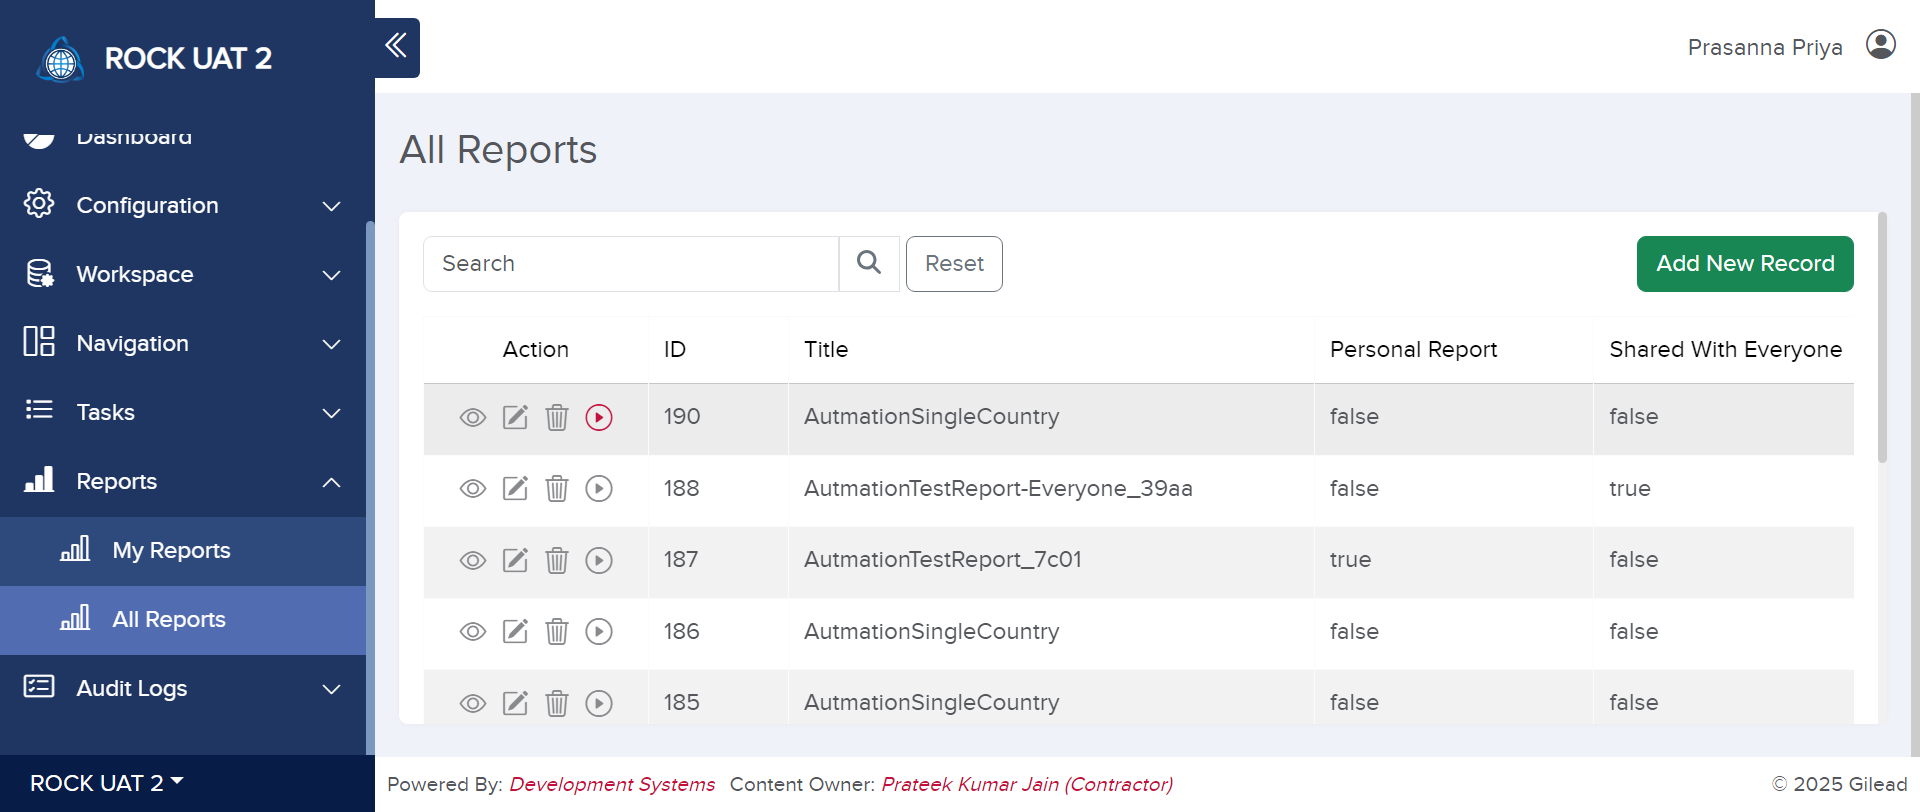 ROCK UAT 2
Prasanna Priya
Dashboard
Configuration
Workspace
Navigation
Tasks
Reports
My Reports
All Reports
Audit Logs
ROCK UAT 2
All Reports
Search
Reset
Add New Record
Action ID Title Personal Report Shared With Everyone
190 AutmationSingleCountry false false
188 AutmationTestReport-Everyone_39aa false true
187 AutmationTestReport_7c01 true false
186 AutmationSingleCountry false false
185 AutmationSingleCountry false false
Powered By: Development Systems Content Owner: Prateek Kumar Jain (Contractor)
© 2025 Gilead